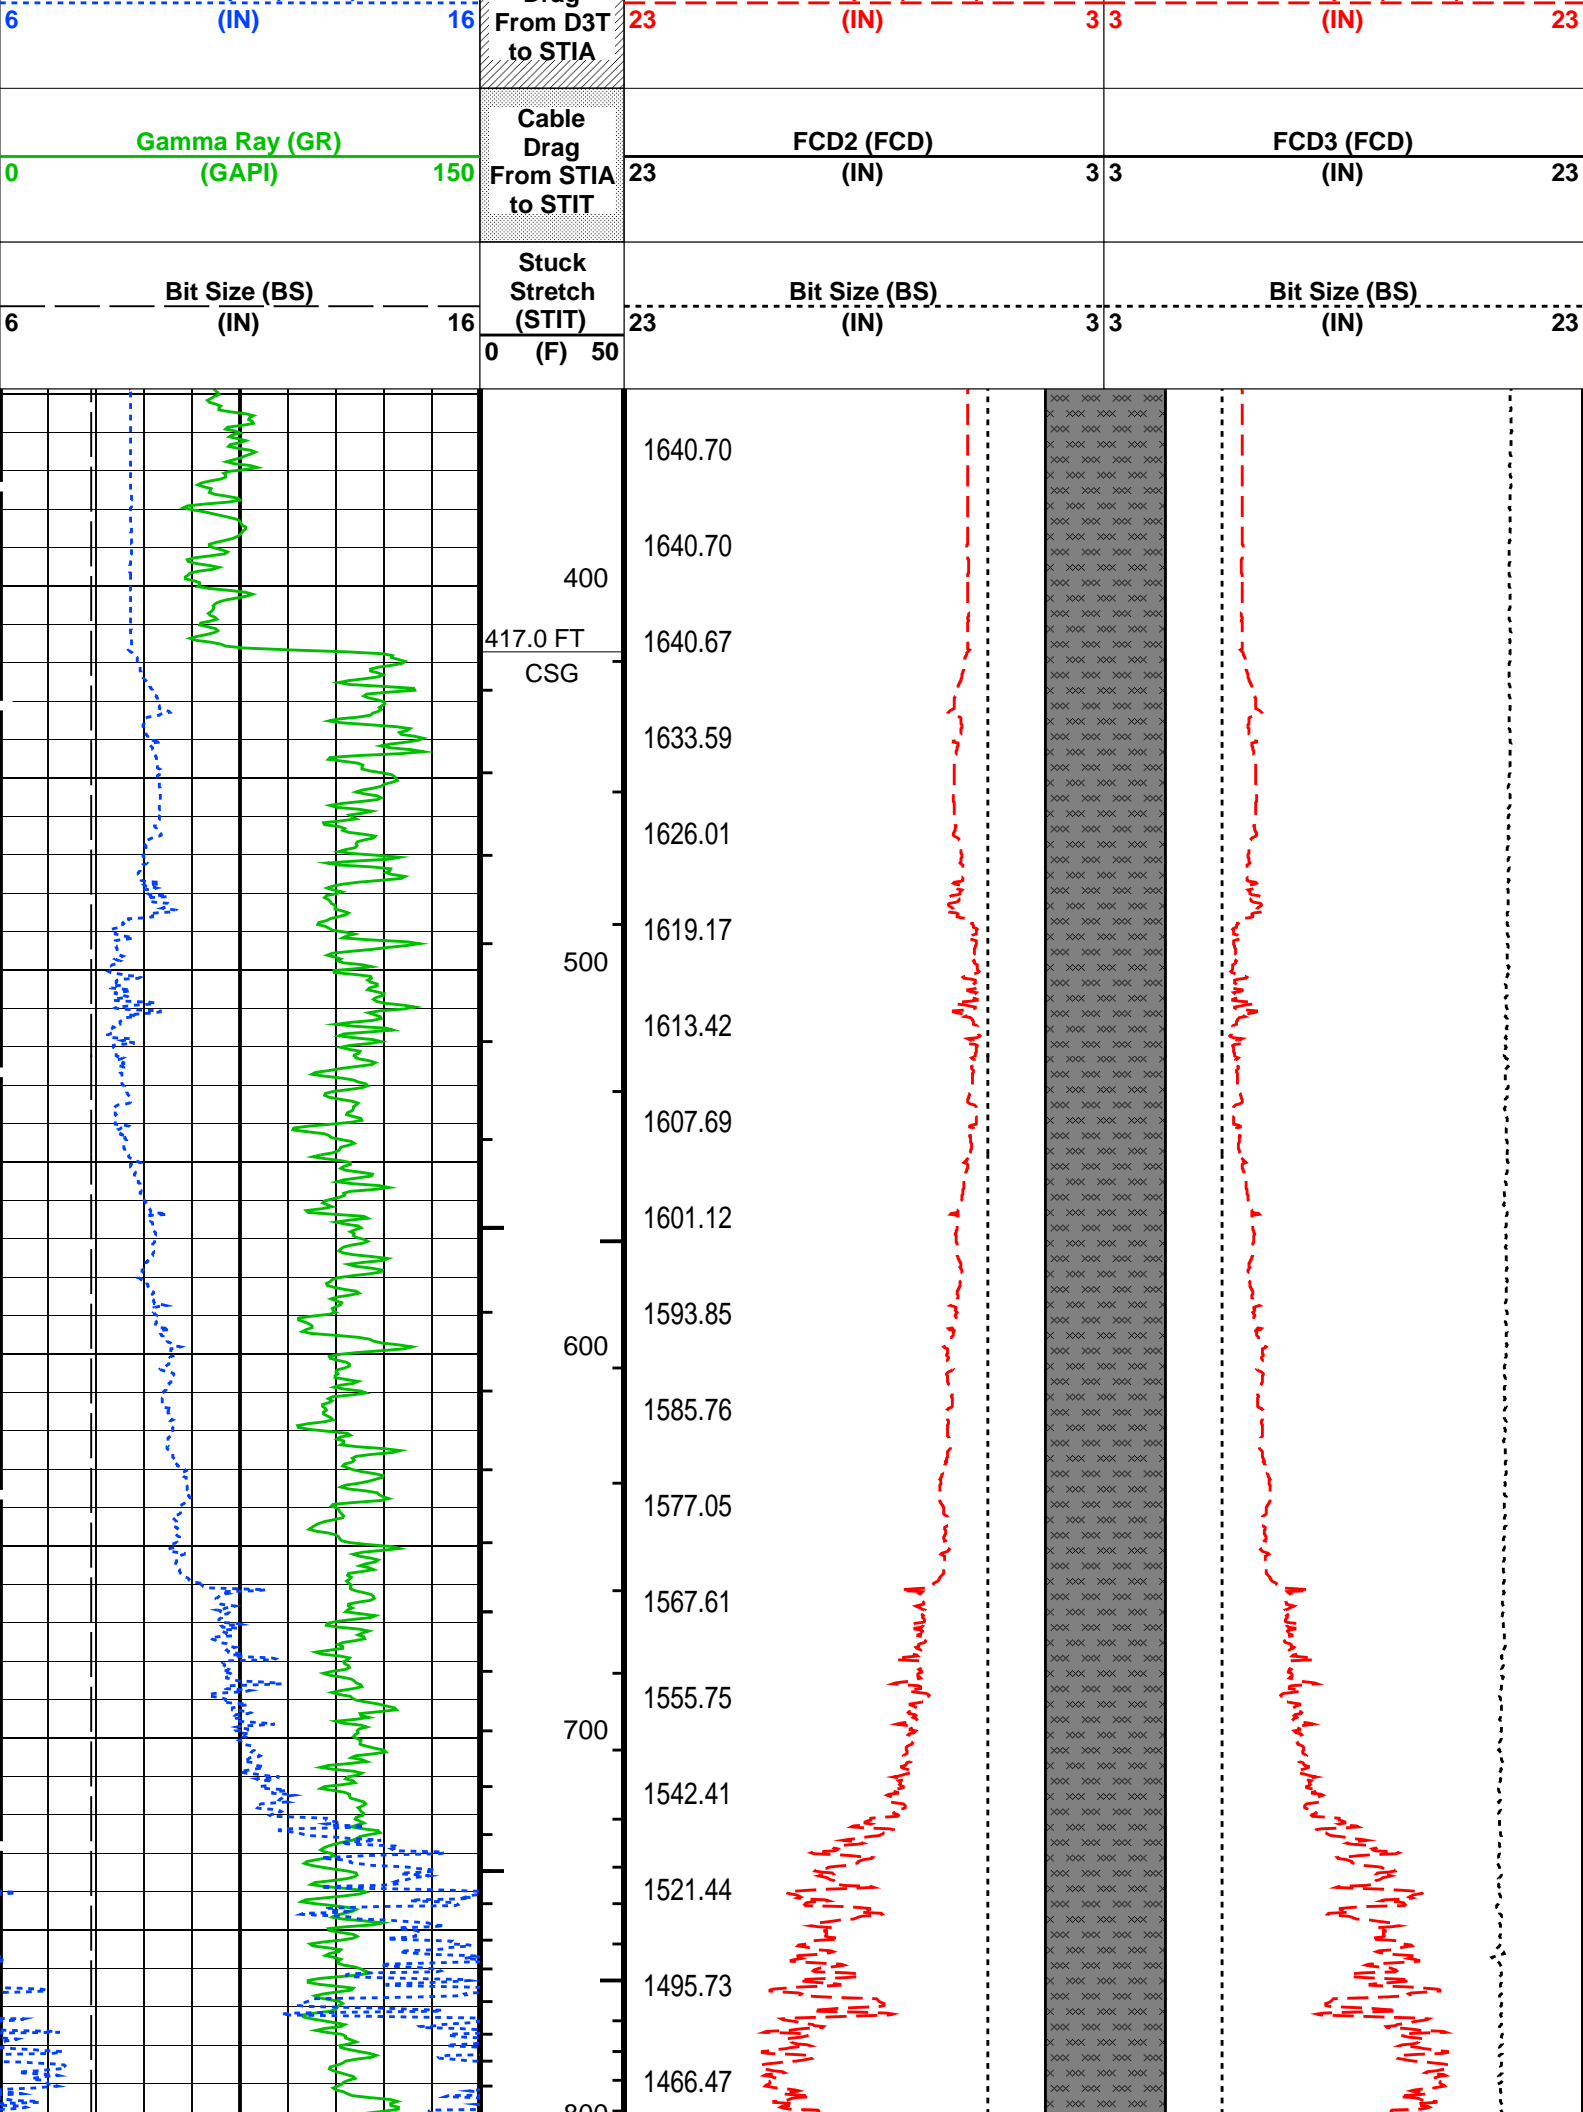 6 (IN) 16
Drag
From D3T
to STIA
23 (IN) 3
3 (IN) 23
Gamma Ray (GR)
0 (GAPI) 150
Cable
Drag
From STIA
to STIT
FCD2 (FCD)
23 (IN) 3
FCD3 (FCD)
3 (IN) 23
Bit Size (BS)
6 (IN) 16
Stuck
Stretch
(STIT)
0 (F) 50
Bit Size (BS)
23 (IN) 3
Bit Size (BS)
3 (IN) 23
1640.70
1640.70
400
417.0 FT
1640.67
CSG
1633.59
1626.01
1619.17
500
1613.42
1607.69
1601.12
1593.85
600
1585.76
1577.05
1567.61
1555.75
700
1542.41
1521.44
1495.73
1466.47
800